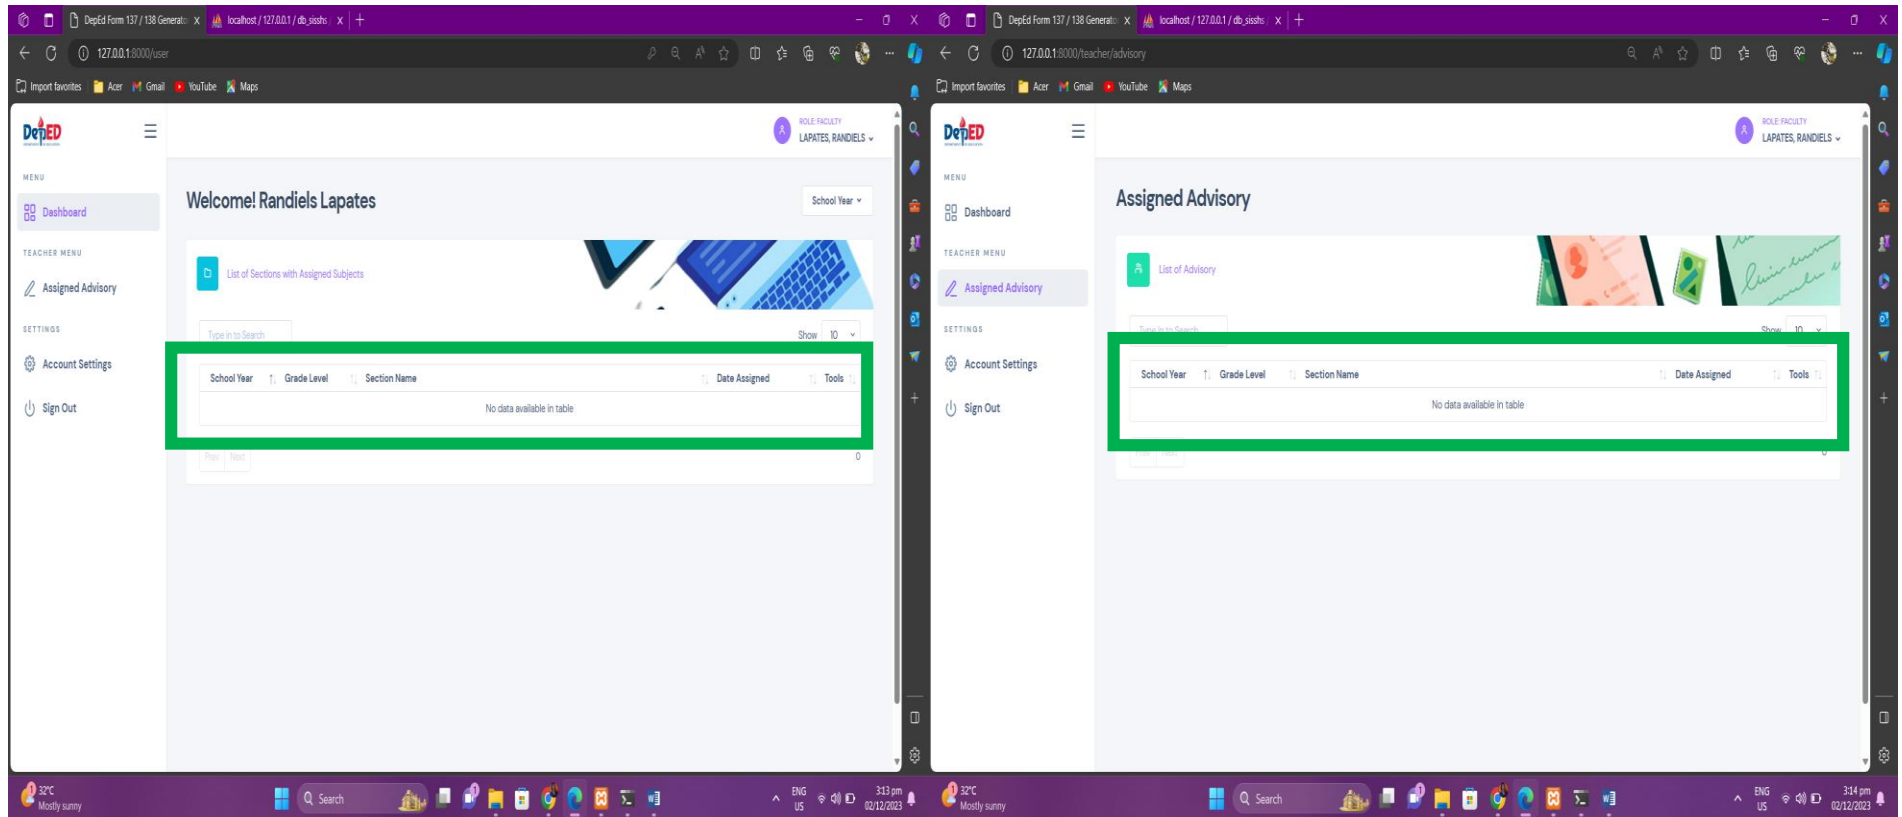 DepEd Form 137 / 138 Generator
localhost / 127.0.0.1 / db_sisshs
127.0.0.1:8000/user
Import favorites Acer Gmail YouTube Maps
DepED
ROLE: FACULTY
LAPATES, RANDIELS
MENU
Dashboard
TEACHER MENU
Assigned Advisory
SETTINGS
Account Settings
Sign Out
Welcome! Randiels Lapates
School Year
List of Sections with Assigned Subjects
Type in to Search
Show 10
School Year Grade Level Section Name Date Assigned Tools
No data available in table
Prev Next
0
32°C
Mostly sunny
Search
ENG
US
3:13 pm
02/12/2023
DepEd Form 137 / 138 Generator
localhost / 127.0.0.1 / db_sisshs
127.0.0.1:8000/teacher/advisory
Import favorites Acer Gmail YouTube Maps
DepED
ROLE: FACULTY
LAPATES, RANDIELS
MENU
Dashboard
TEACHER MENU
Assigned Advisory
SETTINGS
Account Settings
Sign Out
Assigned Advisory
List of Advisory
Type in to Search
Show 10
School Year Grade Level Section Name Date Assigned Tools
No data available in table
Prev Next
0
32°C
Mostly sunny
Search
ENG
US
3:14 pm
02/12/2023